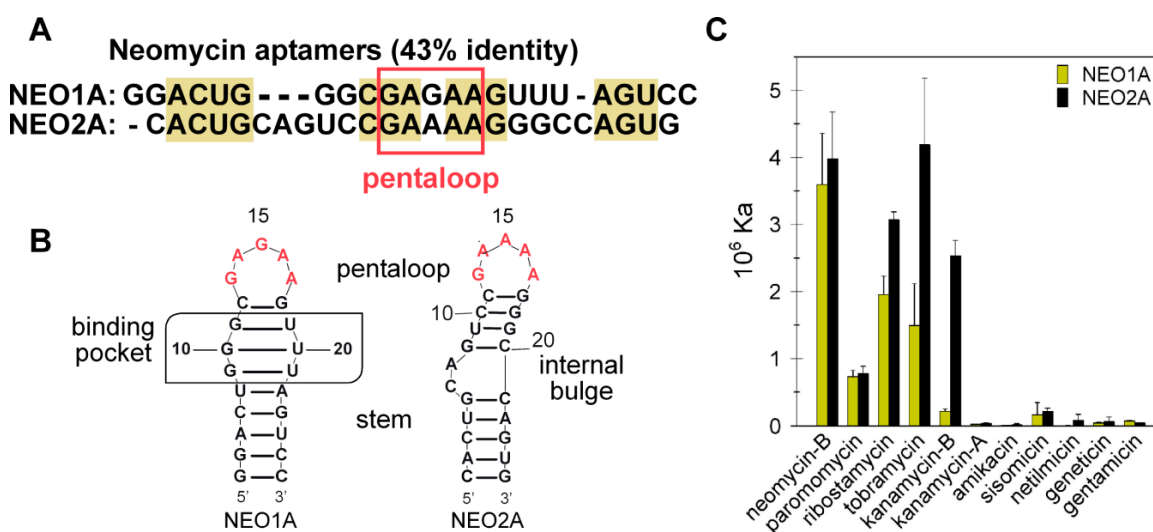 A
Neomycin aptamers (43% identity)
NEO1A: GGACUG---GGCGAGAAGUUU-AGUCC
NEO2A: -CACUGCAGUCCGAAAAGGGCCAGUG
pentaloop
B
15
GGACUGGGCGAGAAGUUUAGUCC
10
20
binding
pocket
5' 3'
NEO1A
pentaloop
stem
15
CACUGCAGUCCGAAAAGGGCCAGUG
10
20
internal
bulge
5' 3'
NEO2A
C
NEO1A
NEO2A
10⁶ Ka
5
4
3
2
1
0
neomycin-B
paromomycin
ribostamycin
tobramycin
kanamycin-B
kanamycin-A
amikacin
sisomicin
netilmicin
geneticin
gentamicin